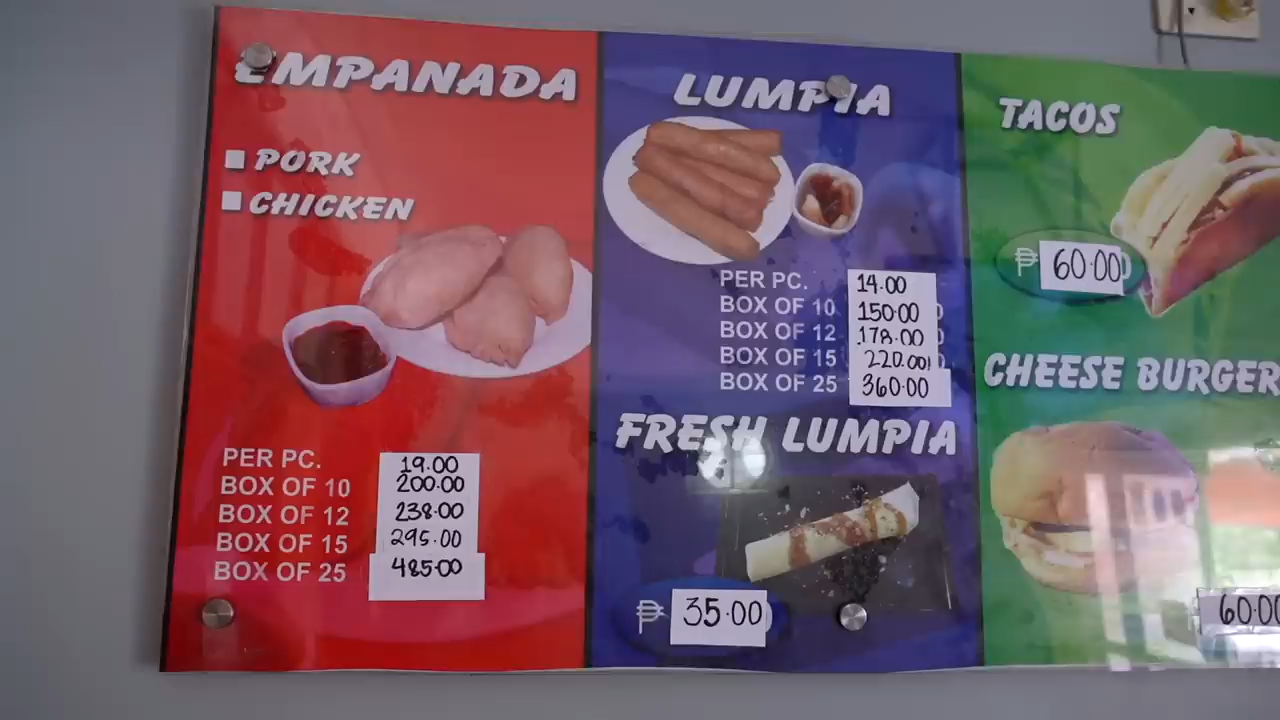 EMPANADA
PORK
CHICKEN
PER PC. 19.00
BOX OF 10 200.00
BOX OF 12 238.00
BOX OF 15 295.00
BOX OF 25 485.00
LUMPIA
PER PC. 14.00
BOX OF 10 150.00
BOX OF 12 178.00
BOX OF 15 220.00
BOX OF 25 360.00
FRESH LUMPIA
₱ 35.00
TACOS
₱ 60.00
CHEESE BURGER
60.00